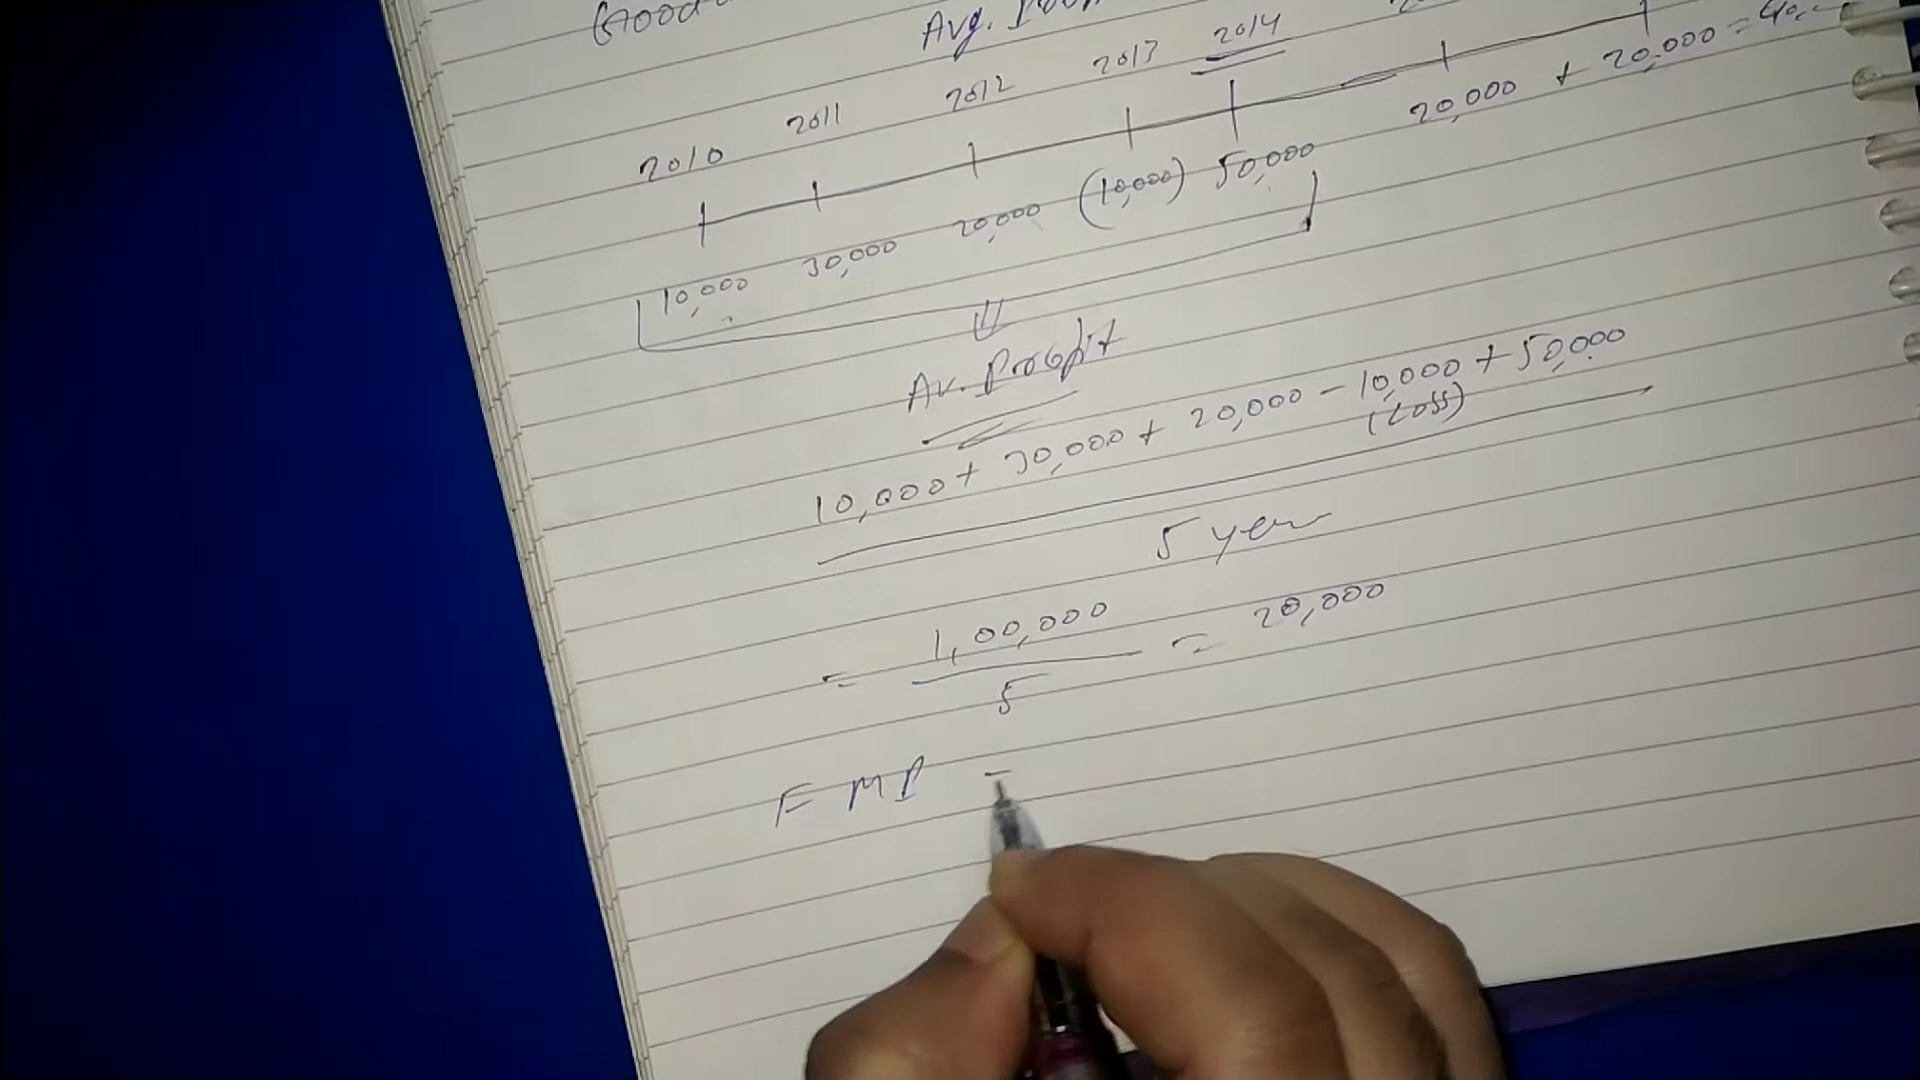 Good
Avg.
2010 2011 2012 2013 2014
10,000 30,000 20,000 (10,000) 50,000 20,000 + 20,000 =
Av. Profit
10,000 + 30,000 + 20,000 - 10,000 + 50,000
(Loss)
5 year
= 1,00,000 = 20,000
5
FMP =